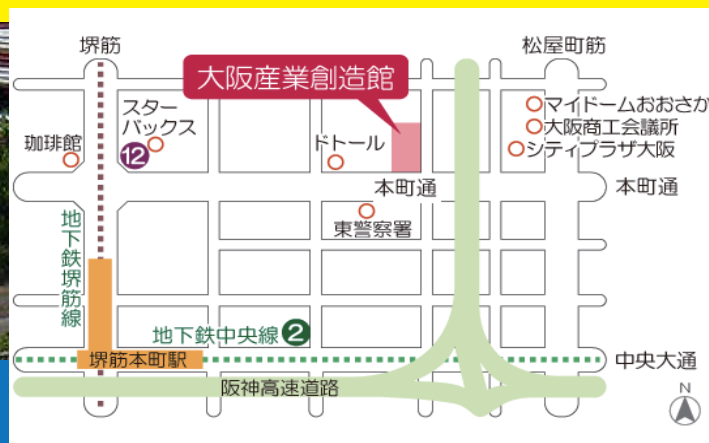 堺筋
松屋町筋
大阪産業創造館
スター
バックス
珈琲館
12
ドトール
マイドームおおさか
大阪商工会議所
シティプラザ大阪
本町通
本町通
東警察署
地下鉄堺筋線
地下鉄中央線 2
堺筋本町駅
中央大通
阪神高速道路
N